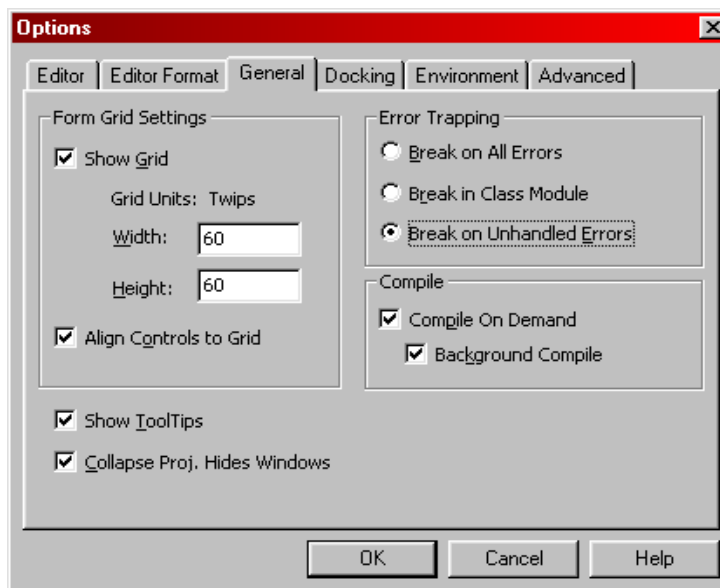 Options
Editor Editor Format General Docking Environment Advanced
Form Grid Settings
Show Grid
Grid Units: Twips
Width: 60
Height: 60
Align Controls to Grid
Error Trapping
Break on All Errors
Break in Class Module
Break on Unhandled Errors
Compile
Compile On Demand
Background Compile
Show ToolTips
Collapse Proj. Hides Windows
OK Cancel Help